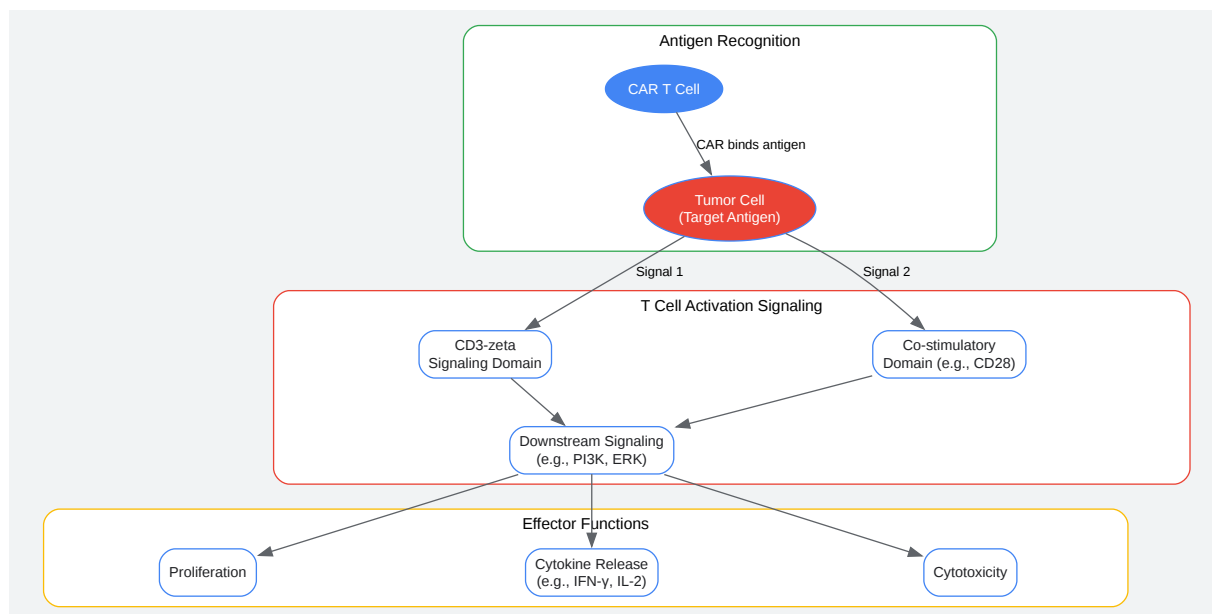 Antigen Recognition
CAR T Cell
CAR binds antigen
Tumor Cell
(Target Antigen)
Signal 1
Signal 2
T Cell Activation Signaling
CD3-zeta
Signaling Domain
Co-stimulatory
Domain (e.g., CD28)
Downstream Signaling
(e.g., PI3K, ERK)
Effector Functions
Proliferation
Cytokine Release
(e.g., IFN-γ, IL-2)
Cytotoxicity